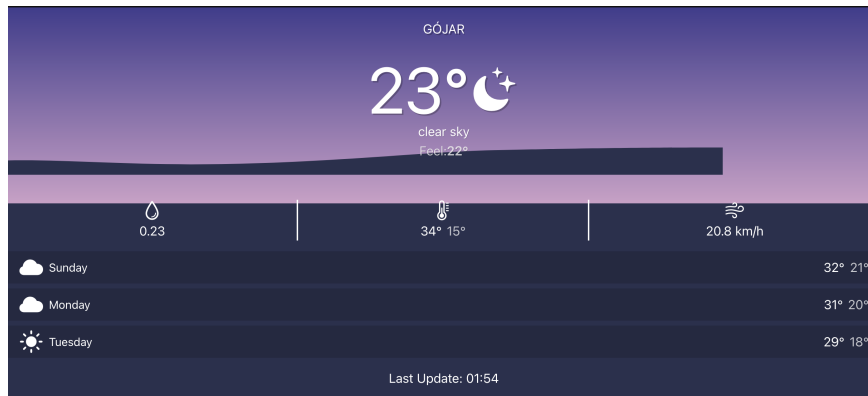 GÓJAR
23°
clear sky
Feel:22°
0.23
34° 15°
20.8 km/h
Sunday 32° 21°
Monday 31° 20°
Tuesday 29° 18°
Last Update: 01:54